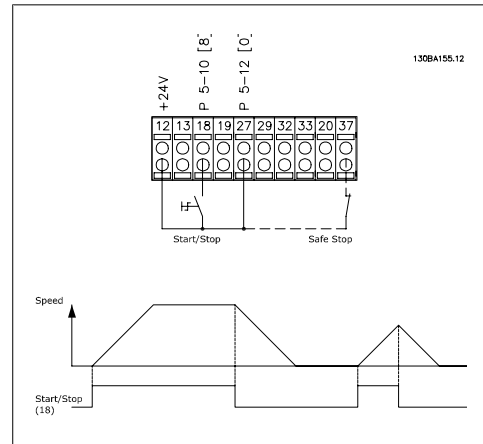 130BA155.12
+24V
P 5-10 [8]
P 5-12 [0]
12 13 18 19 27 29 32 33 20 37
Start/Stop
Safe Stop
Speed
Start/Stop
(18)